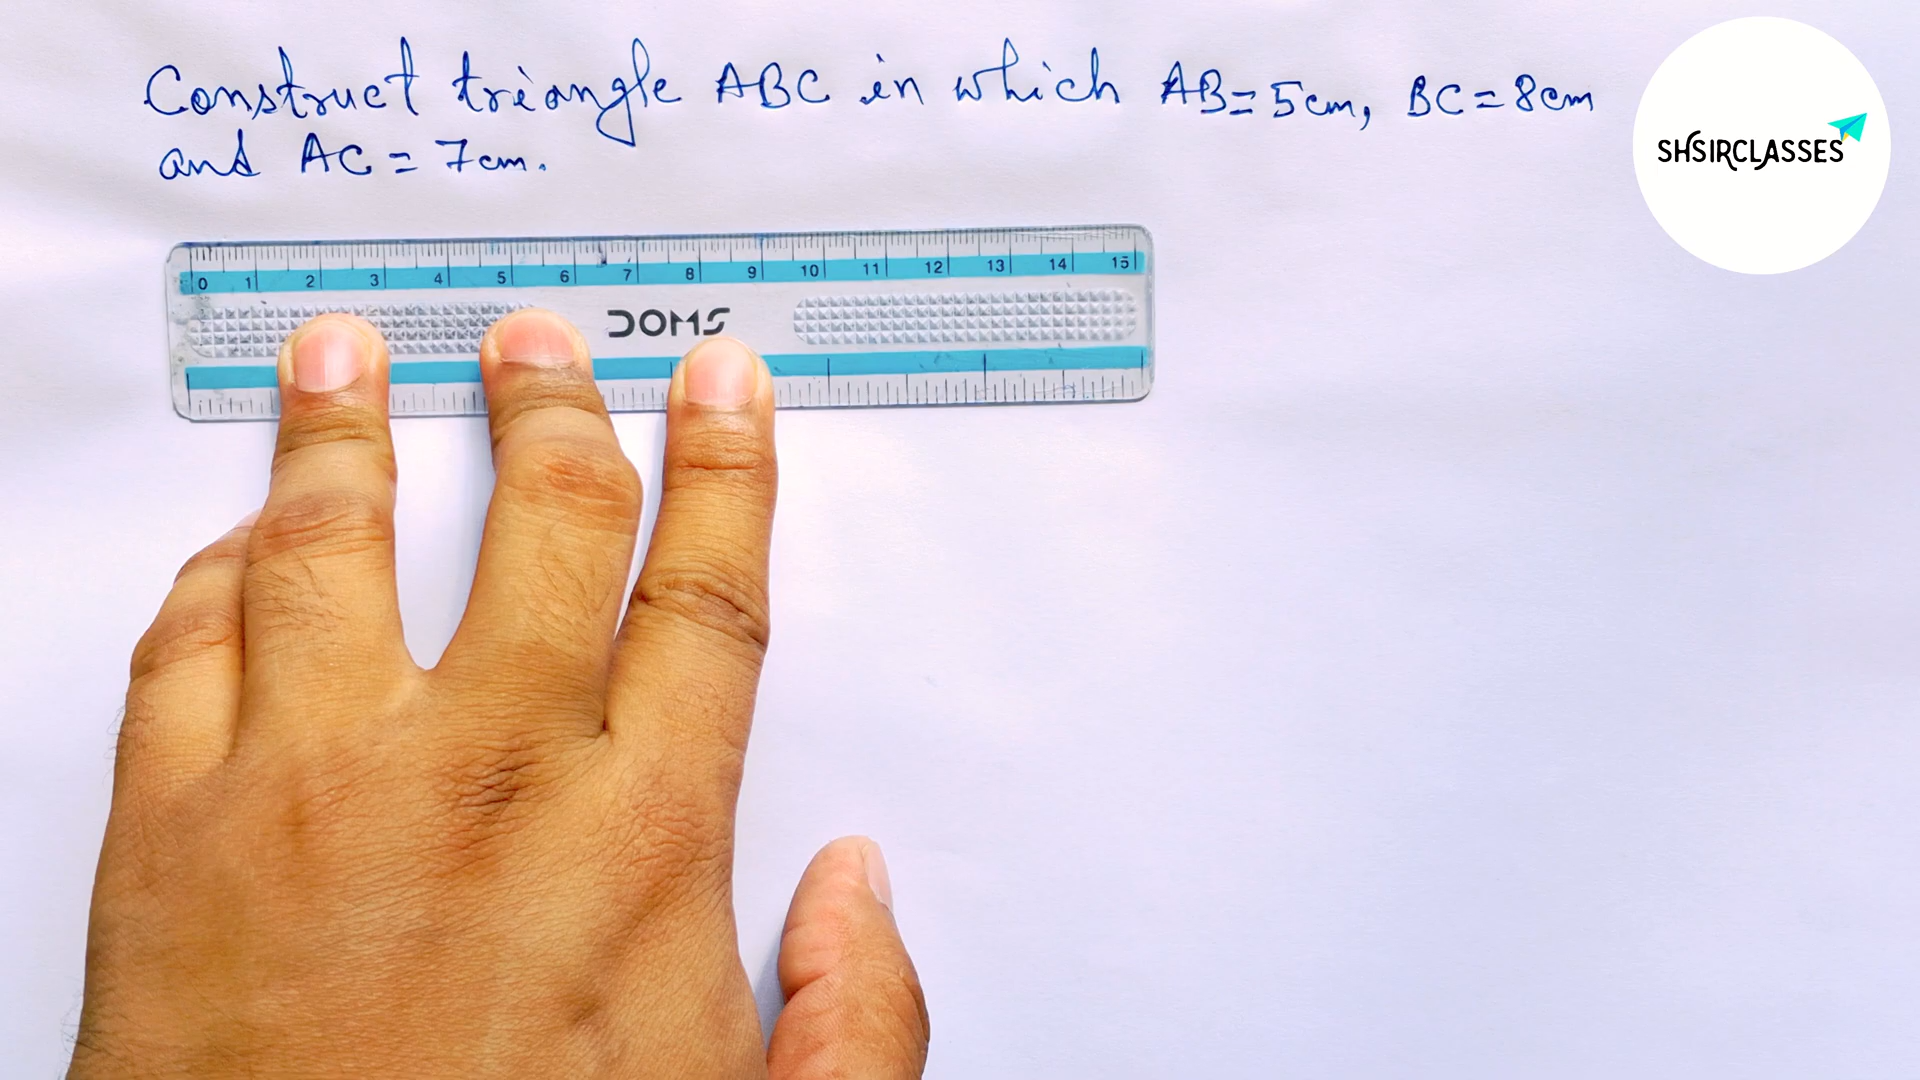 Construct triangle ABC in which AB = 5cm, BC = 8cm
and AC = 7cm.
SHSIRCLASSES
0 1 2 3 4 5 6 7 8 9 10 11 12 13 14 15
DOMS